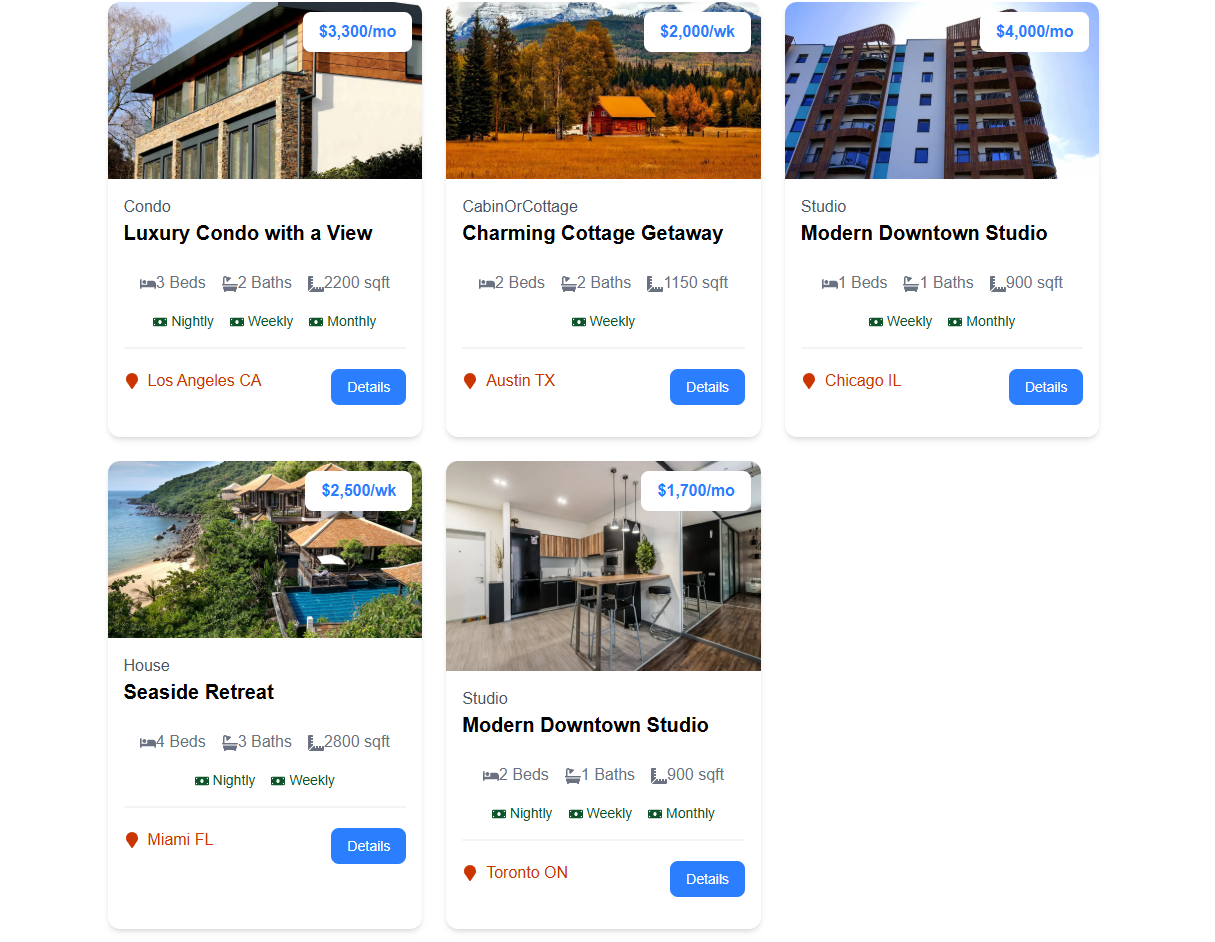 $3,300/mo
Condo
Luxury Condo with a View
3 Beds 2 Baths 2200 sqft
Nightly Weekly Monthly
Los Angeles CA
Details
$2,000/wk
CabinOrCottage
Charming Cottage Getaway
2 Beds 2 Baths 1150 sqft
Weekly
Austin TX
Details
$4,000/mo
Studio
Modern Downtown Studio
1 Beds 1 Baths 900 sqft
Weekly Monthly
Chicago IL
Details
$2,500/wk
House
Seaside Retreat
4 Beds 3 Baths 2800 sqft
Nightly Weekly
Miami FL
Details
$1,700/mo
Studio
Modern Downtown Studio
2 Beds 1 Baths 900 sqft
Nightly Weekly Monthly
Toronto ON
Details